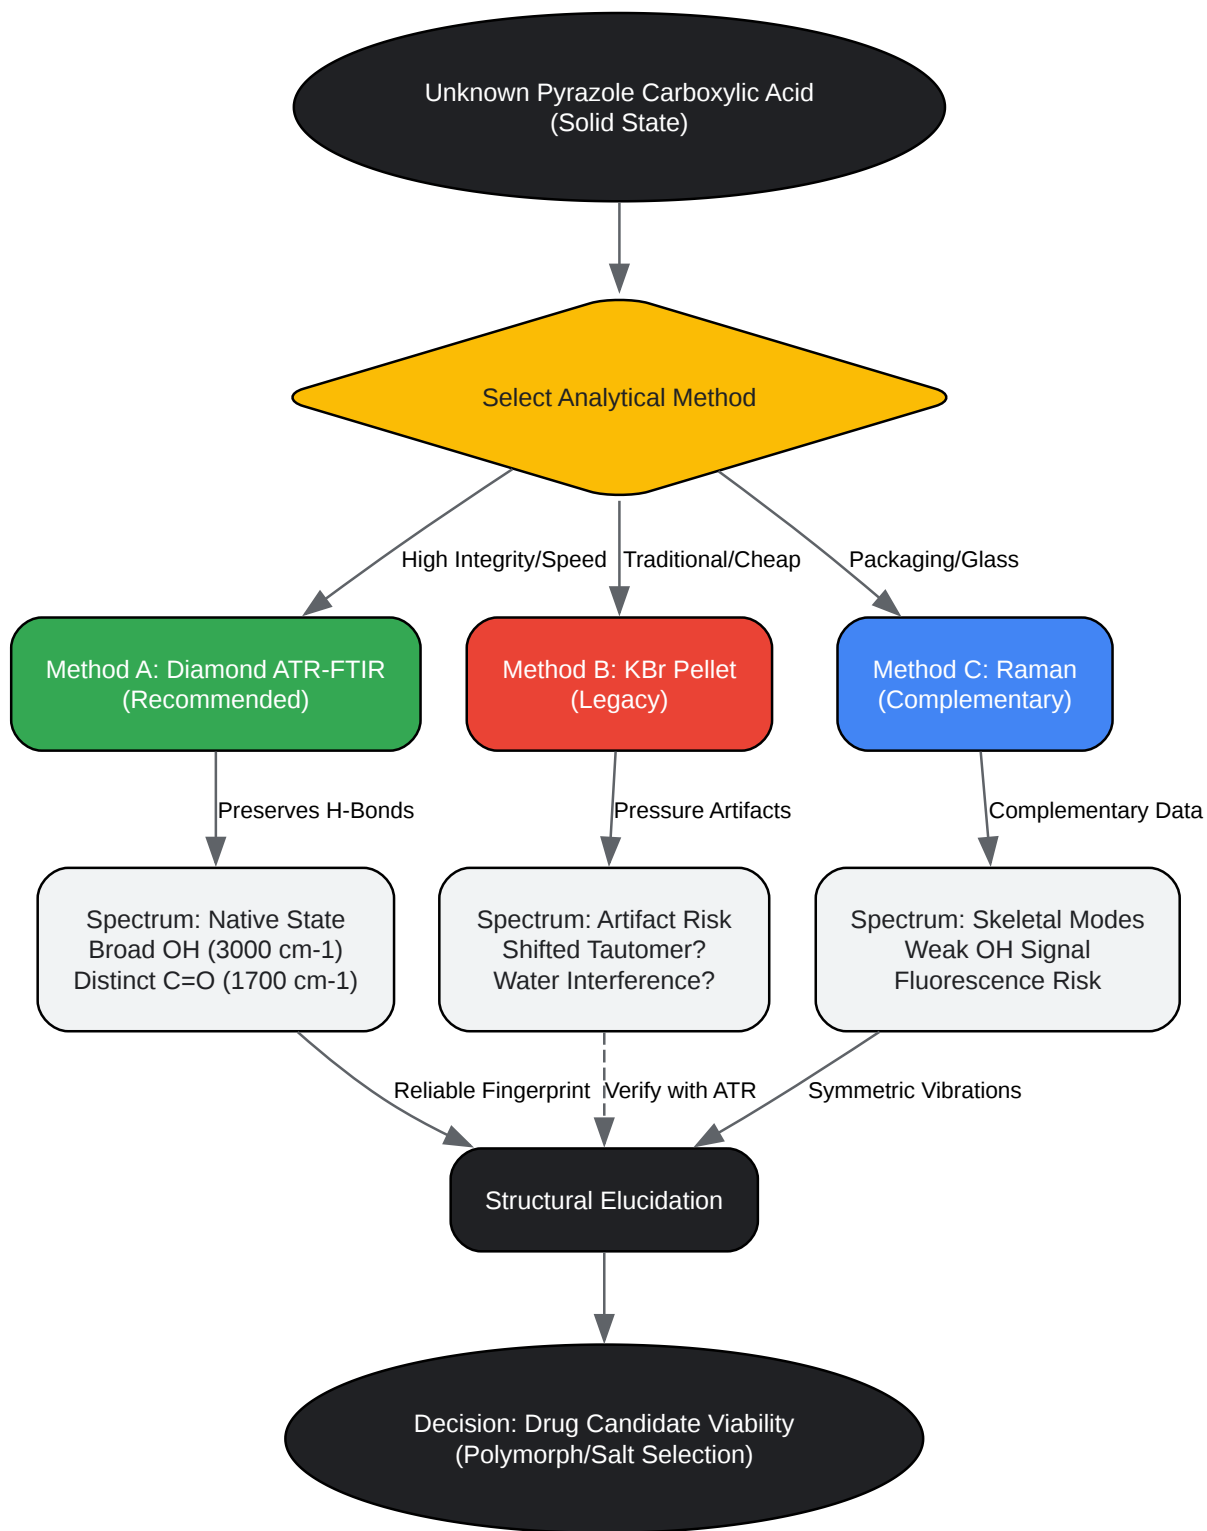 Unknown Pyrazole Carboxylic Acid
(Solid State)
Select Analytical Method
High Integrity/Speed
Traditional/Cheap
Packaging/Glass
Method A: Diamond ATR-FTIR
(Recommended)
Method B: KBr Pellet
(Legacy)
Method C: Raman
(Complementary)
Preserves H-Bonds
Pressure Artifacts
Complementary Data
Spectrum: Native State
Broad OH (3000 cm-1)
Distinct C=O (1700 cm-1)
Spectrum: Artifact Risk
Shifted Tautomer?
Water Interference?
Spectrum: Skeletal Modes
Weak OH Signal
Fluorescence Risk
Reliable Fingerprint
Verify with ATR
Symmetric Vibrations
Structural Elucidation
Decision: Drug Candidate Viability
(Polymorph/Salt Selection)